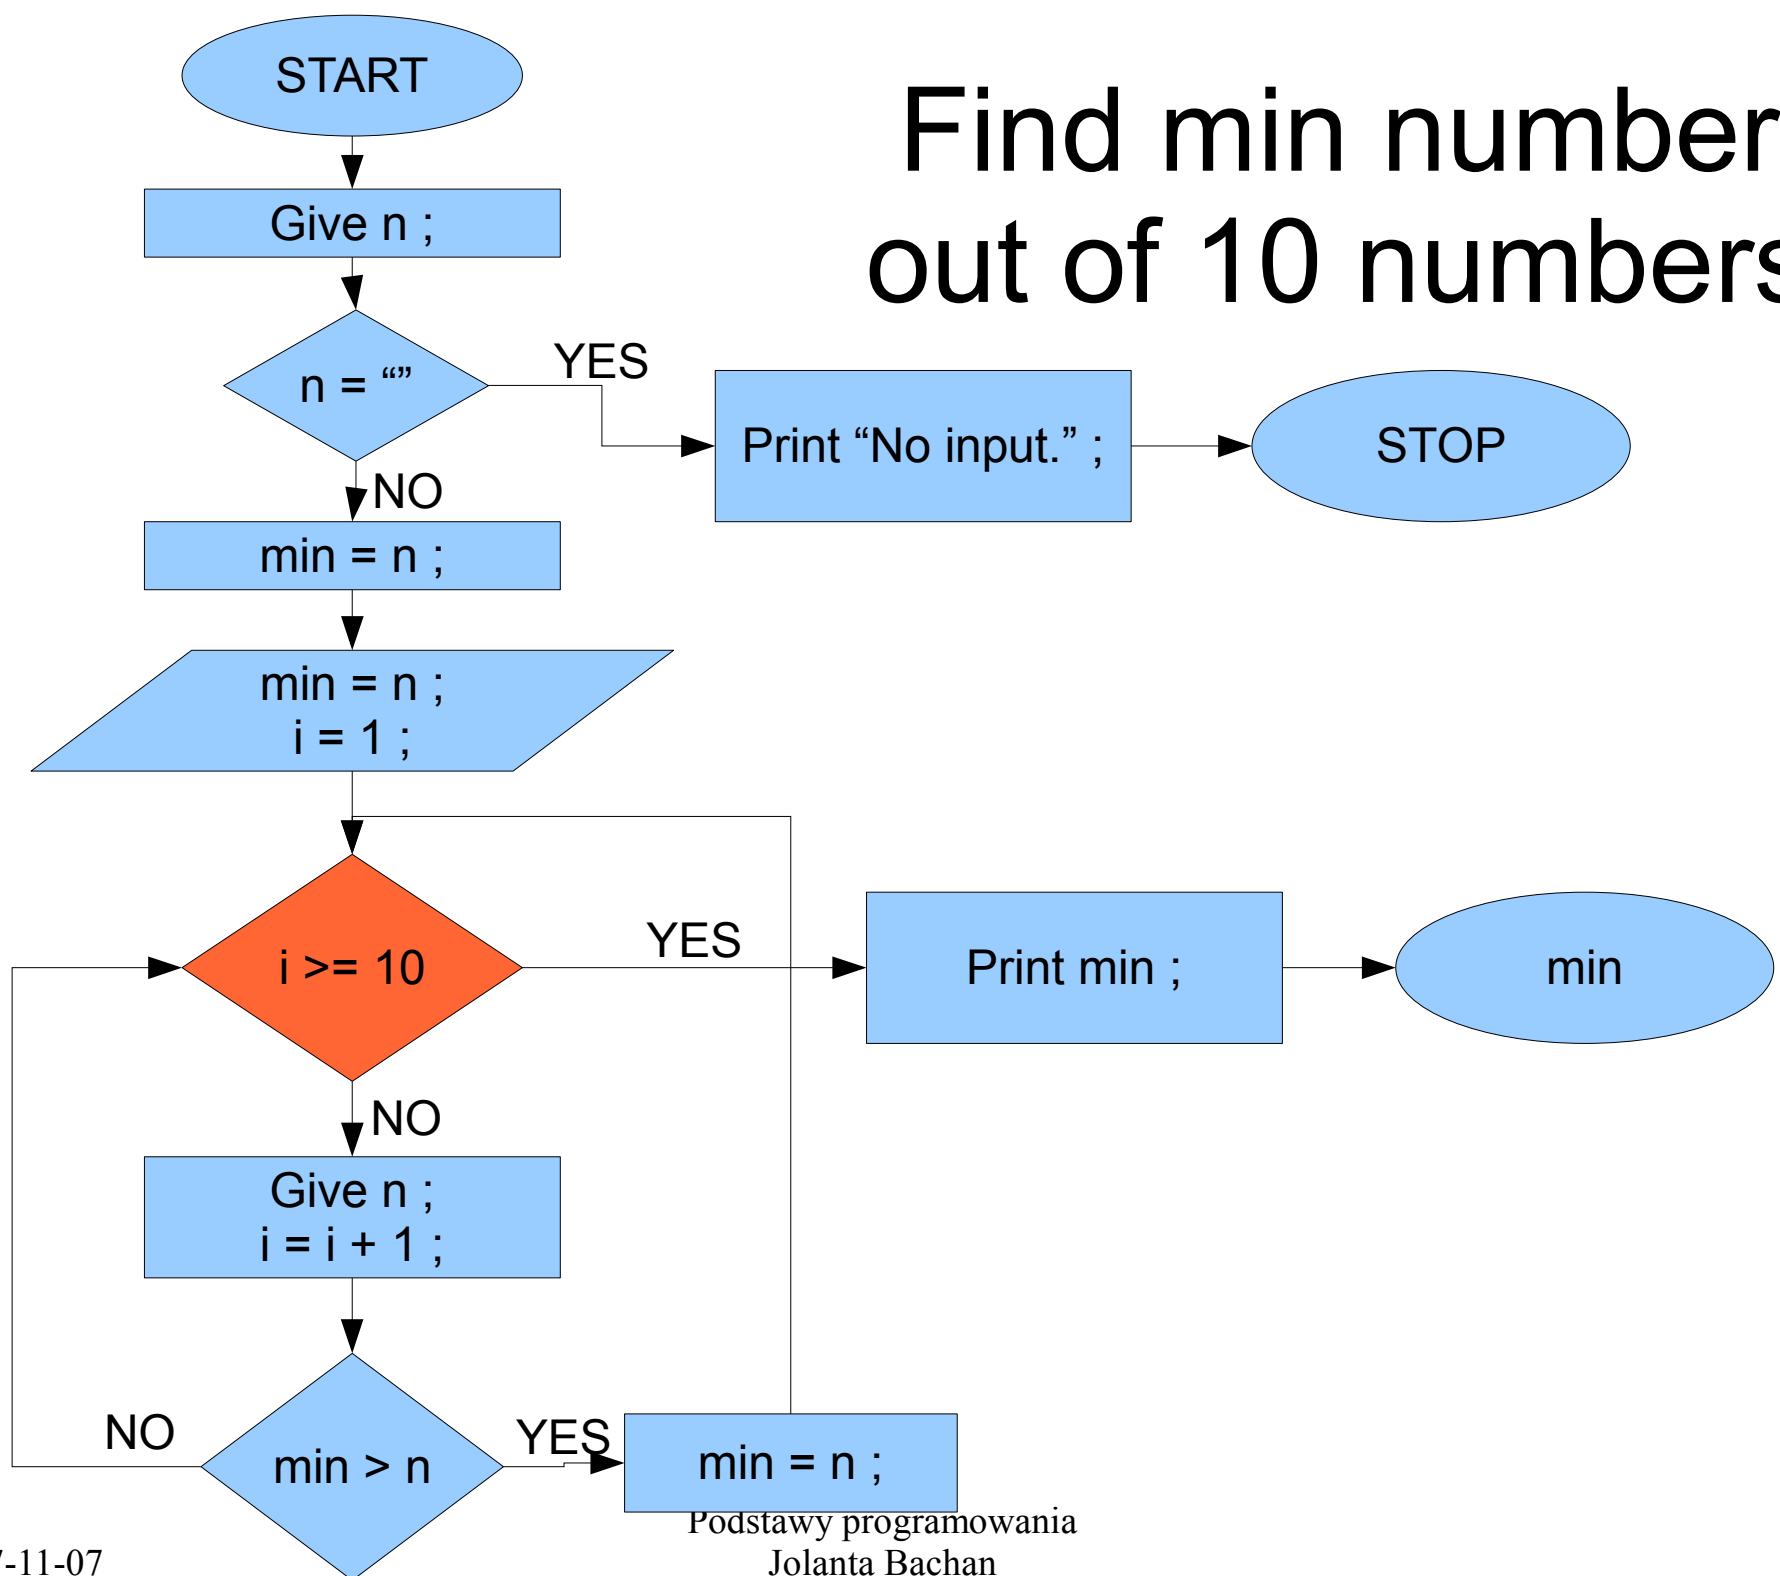 Find min number
out of 10 numbers
START
Give n ;
n = “”
YES
Print “No input.” ;
STOP
NO
min = n ;
min = n ;
i = 1 ;
i >= 10
YES
Print min ;
min
NO
Give n ;
i = i + 1 ;
min > n
NO
YES
min = n ;
Podstawy programowania
Jolanta Bachan
7-11-07